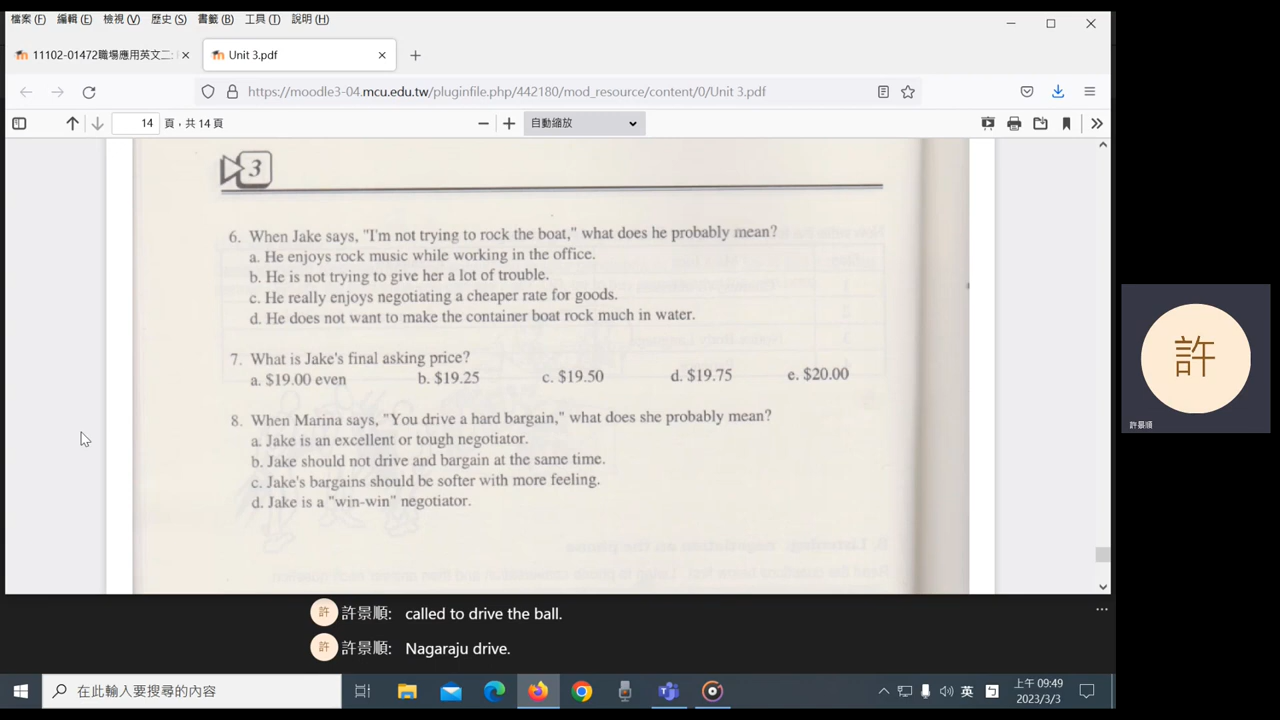 檔案 (F) 編輯 (E) 檢視 (V) 歷史 (S) 書籤 (B) 工具 (T) 說明 (H)
11102-01472職場應用英文二: Unit 3.pdf
https://moodle3-04.mcu.edu.tw/pluginfile.php/442180/mod_resource/content/0/Unit 3.pdf
14 頁，共 14 頁 自動縮放
3
6. When Jake says, "I'm not trying to rock the boat," what does he probably mean?
a. He enjoys rock music while working in the office.
b. He is not trying to give her a lot of trouble.
c. He really enjoys negotiating a cheaper rate for goods.
d. He does not want to make the container boat rock much in water.
7. What is Jake's final asking price?
a. $19.00 even b. $19.25 c. $19.50 d. $19.75 e. $20.00
8. When Marina says, "You drive a hard bargain," what does she probably mean?
a. Jake is an excellent or tough negotiator.
b. Jake should not drive and bargain at the same time.
c. Jake's bargains should be softer with more feeling.
d. Jake is a "win-win" negotiator.
許
許景順
許 許景順: called to drive the ball.
許 許景順: Nagaraju drive.
在此輸入要搜尋的內容
英
上午 09:49
2023/3/3